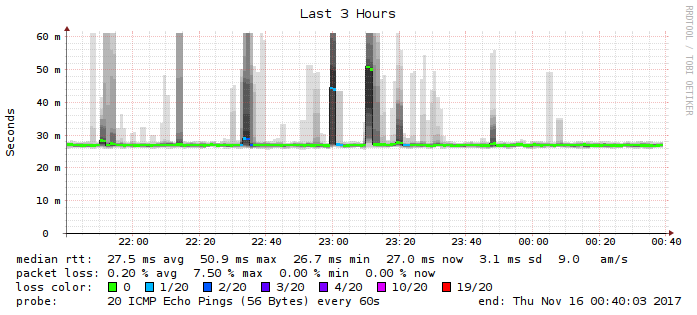 Last 3 Hours
RRDTOOL / TOBI OETIKER
Seconds
60 m
50 m
40 m
30 m
20 m
10 m
0
22:00 22:20 22:40 23:00 23:20 23:40 00:00 00:20 00:40
median rtt: 27.5 ms avg 50.9 ms max 26.7 ms min 27.0 ms now 3.1 ms sd 9.0 am/s
packet loss: 0.20 % avg 7.50 % max 0.00 % min 0.00 % now
loss color: 0 1/20 2/20 3/20 4/20 10/20 19/20
probe: 20 ICMP Echo Pings (56 Bytes) every 60s end: Thu Nov 16 00:40:03 2017